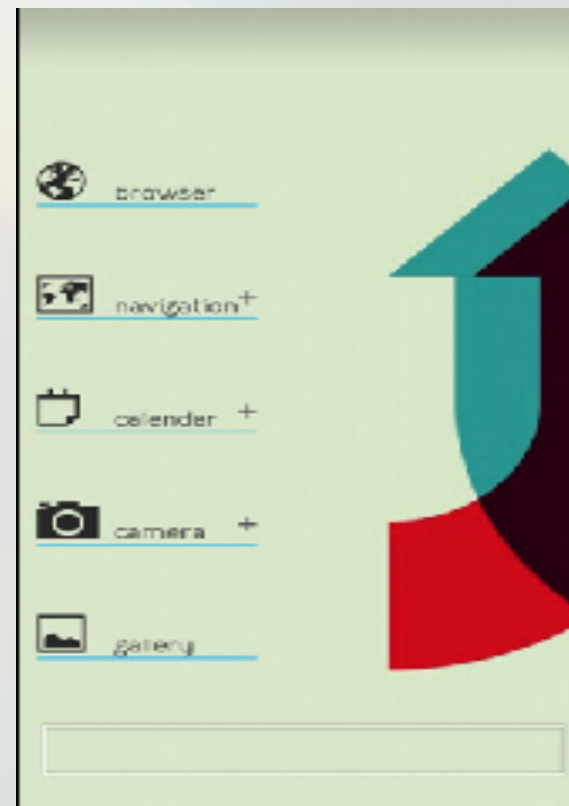 browser
navigation+
calender +
camera +
gallery